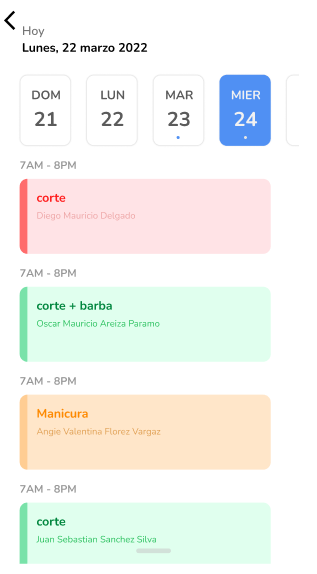 Hoy
Lunes, 22 marzo 2022
DOM LUN MAR MIER
21 22 23 24
7AM - 8PM
corte
Diego Mauricio Delgado
7AM - 8PM
corte + barba
Oscar Mauricio Areiza Paramo
7AM - 8PM
Manicura
Angie Valentina Florez Vargaz
7AM - 8PM
corte
Juan Sebastian Sanchez Silva